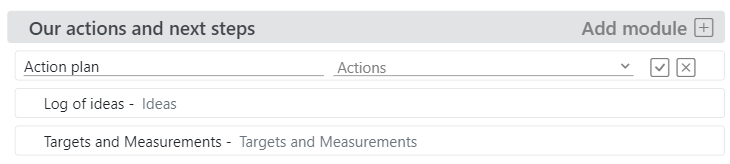 Our actions and next steps Add module
Action plan Actions
Log of ideas - Ideas
Targets and Measurements - Targets and Measurements